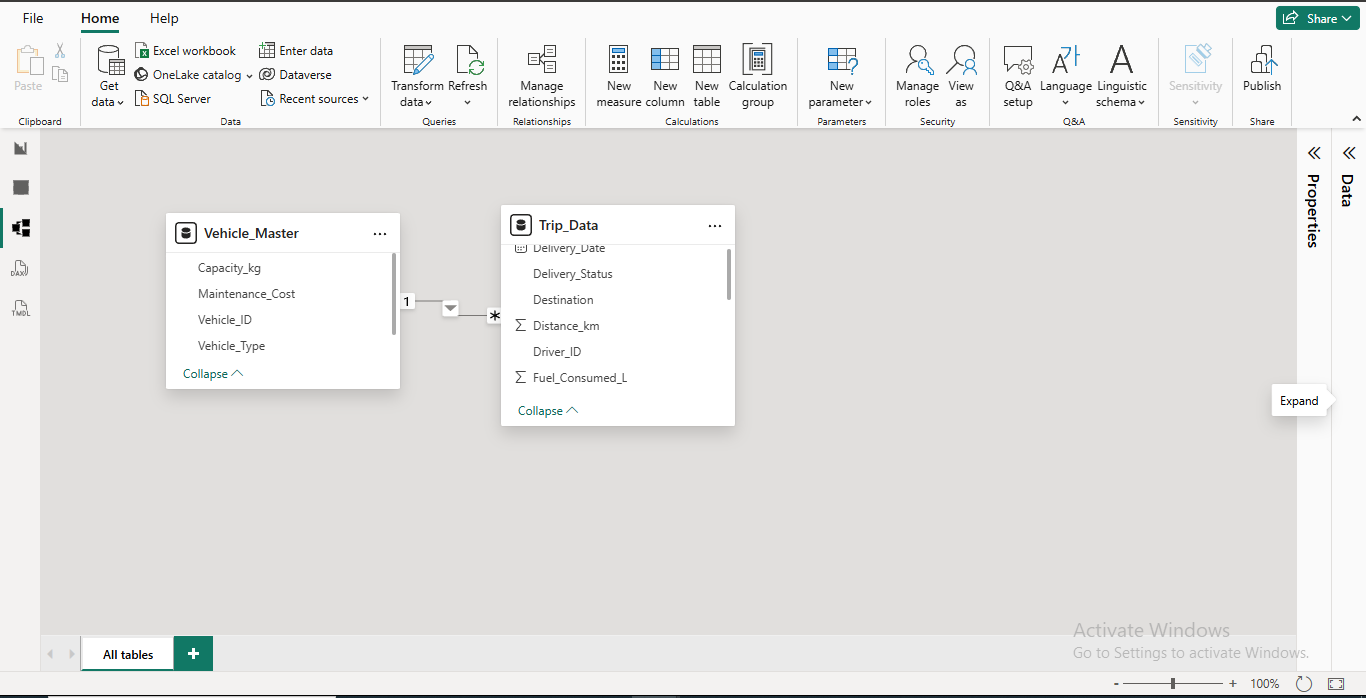 File Home Help
Share
Paste
Clipboard
Get data
Excel workbook
OneLake catalog
SQL Server
Enter data
Dataverse
Recent sources
Data
Transform data
Refresh
Queries
Manage relationships
Relationships
New measure
New column
New table
Calculation group
Calculations
New parameter
Parameters
Manage roles
View as
Security
Q&A setup
Language
Linguistic schema
Q&A
Sensitivity
Sensitivity
Publish
Share
DAX
TMDL
Vehicle_Master
...
Capacity_kg
Maintenance_Cost
Vehicle_ID
Vehicle_Type
Collapse
1
*
Trip_Data
...
Delivery_Date
Delivery_Status
Destination
Σ Distance_km
Driver_ID
Σ Fuel_Consumed_L
Collapse
Properties
Data
Expand
Activate Windows
Go to Settings to activate Windows.
All tables
+
- + 100%